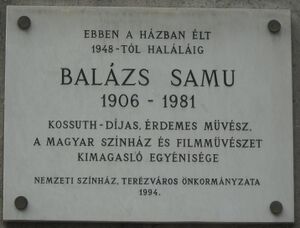 EBBEN A HÁZBAN ÉLT
1948-TÓL HALÁLÁIG
BALÁZS SAMU
1906 - 1981
KOSSUTH-DÍJAS, ÉRDEMES MŰVÉSZ,
A MAGYAR SZÍNHÁZ ÉS FILMMŰVÉSZET
KIMAGASLÓ EGYÉNISÉGE
NEMZETI SZÍNHÁZ, TERÉZVÁROS ÖNKORMÁNYZATA
1994.